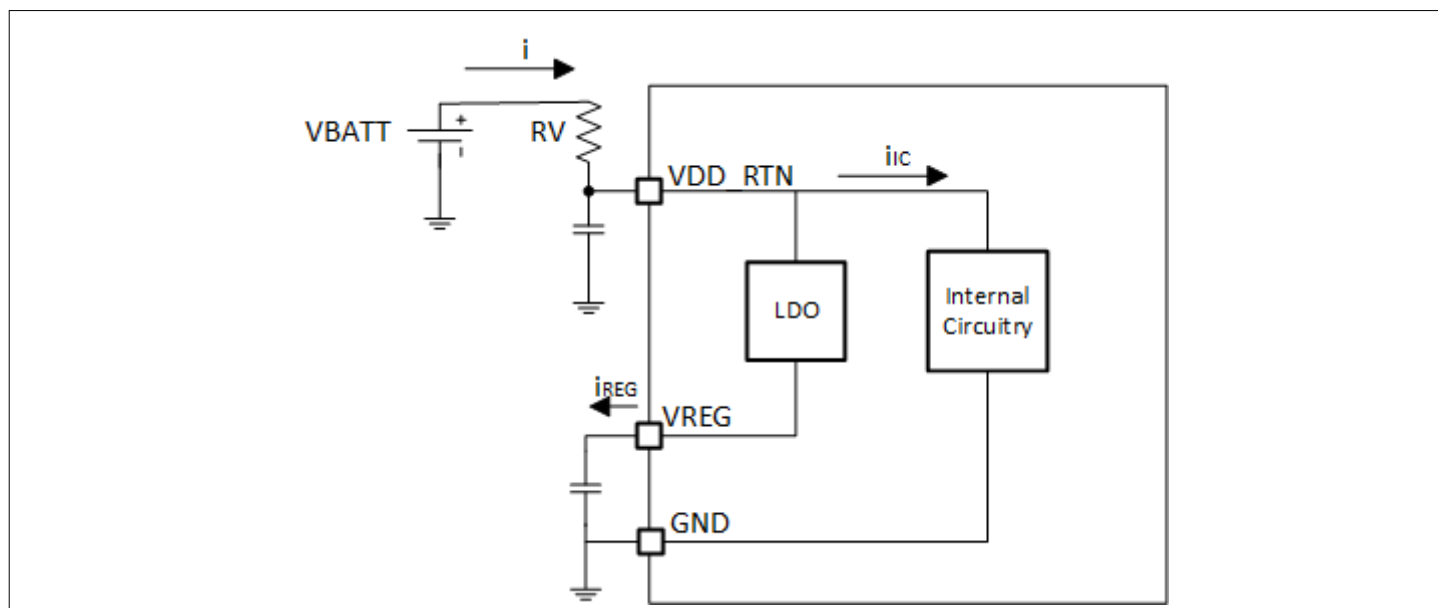 i
VBATT
+
-
RV
VDD_RTN
iIC
LDO
Internal
Circuitry
iREG
VREG
GND